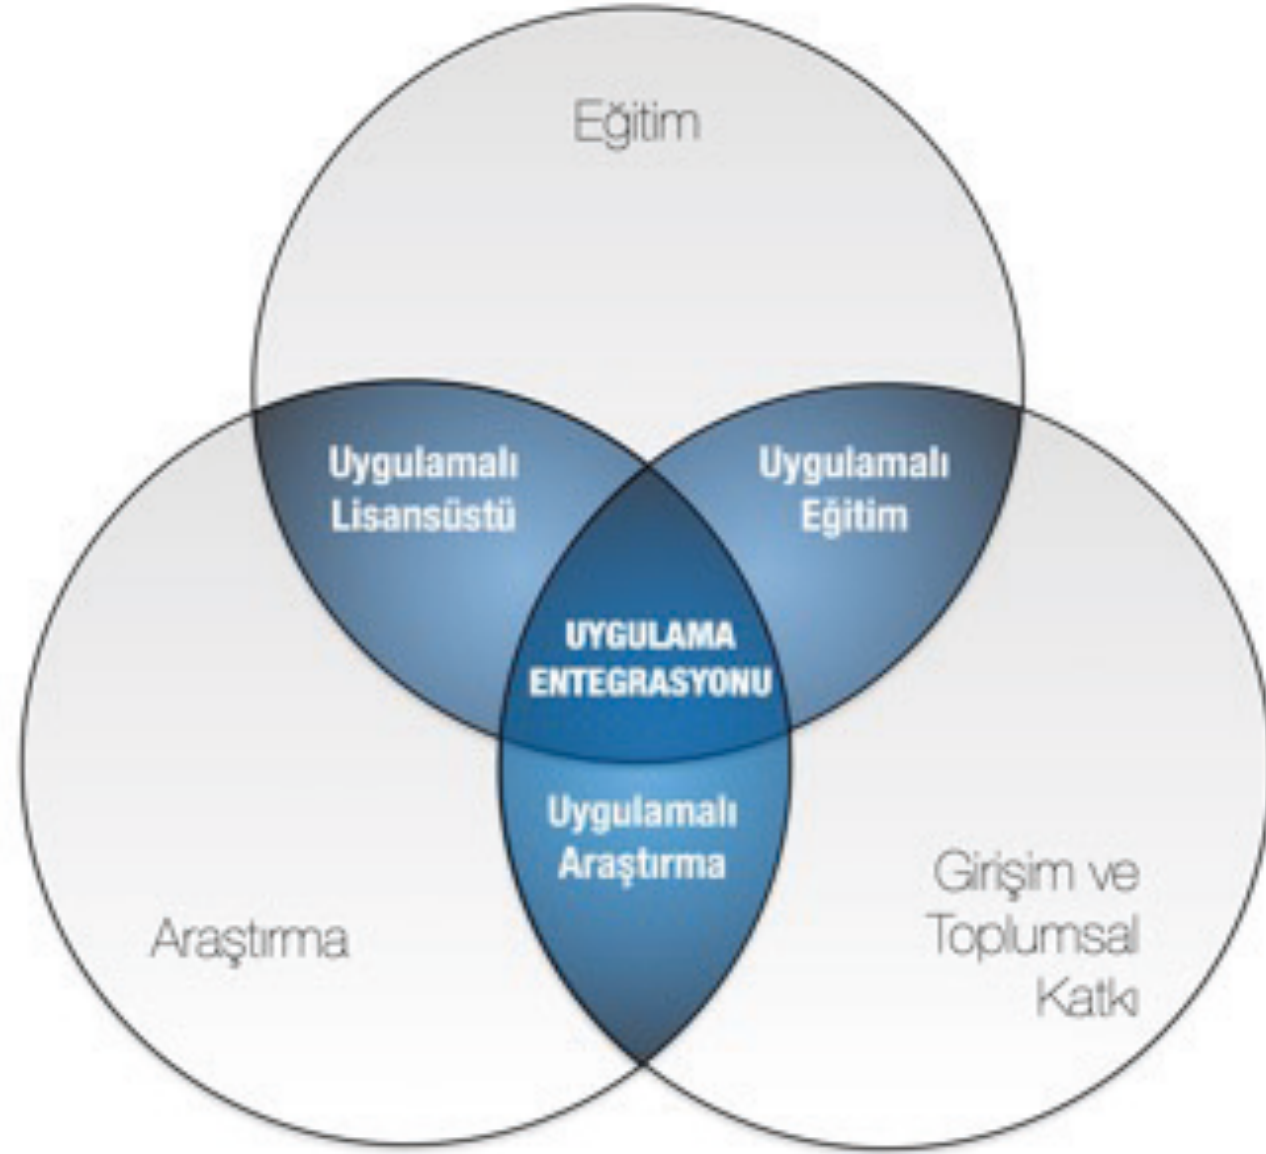 Eğitim
Uygulamalı
Lisansüstü
Uygulamalı
Eğitim
UYGULAMA
ENTEGRASYONU
Uygulamalı
Araştırma
Araştırma
Girişim ve
Toplumsal
Katkı